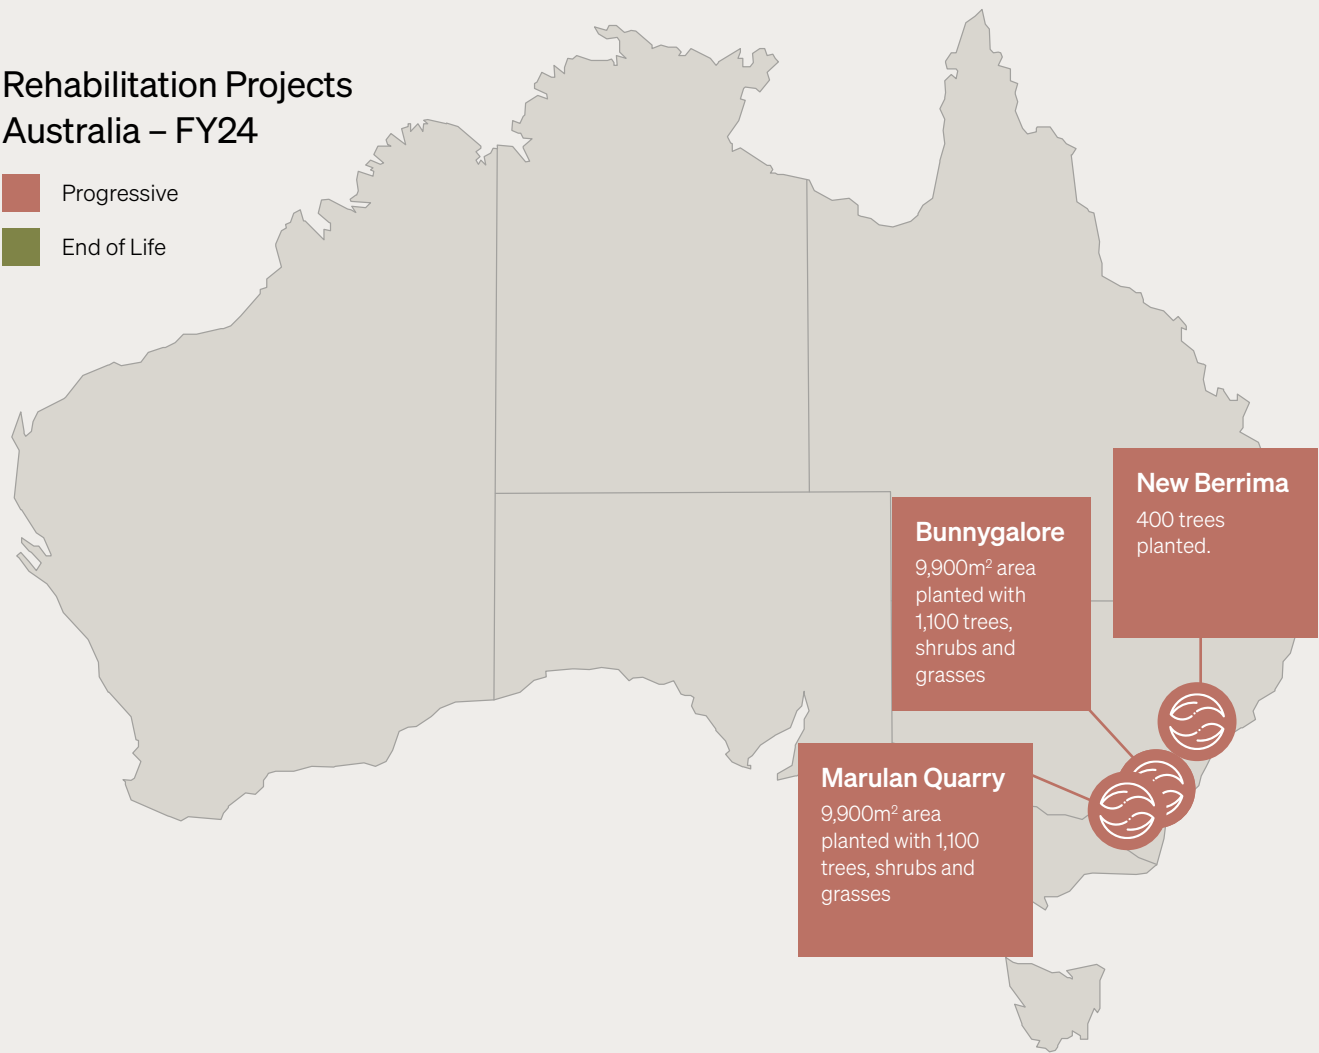 Rehabilitation Projects
Australia – FY24
Progressive
End of Life
New Berrima
400 trees
planted.
Bunnygalore
9,900m² area
planted with
1,100 trees,
shrubs and
grasses
Marulan Quarry
9,900m² area
planted with 1,100
trees, shrubs and
grasses